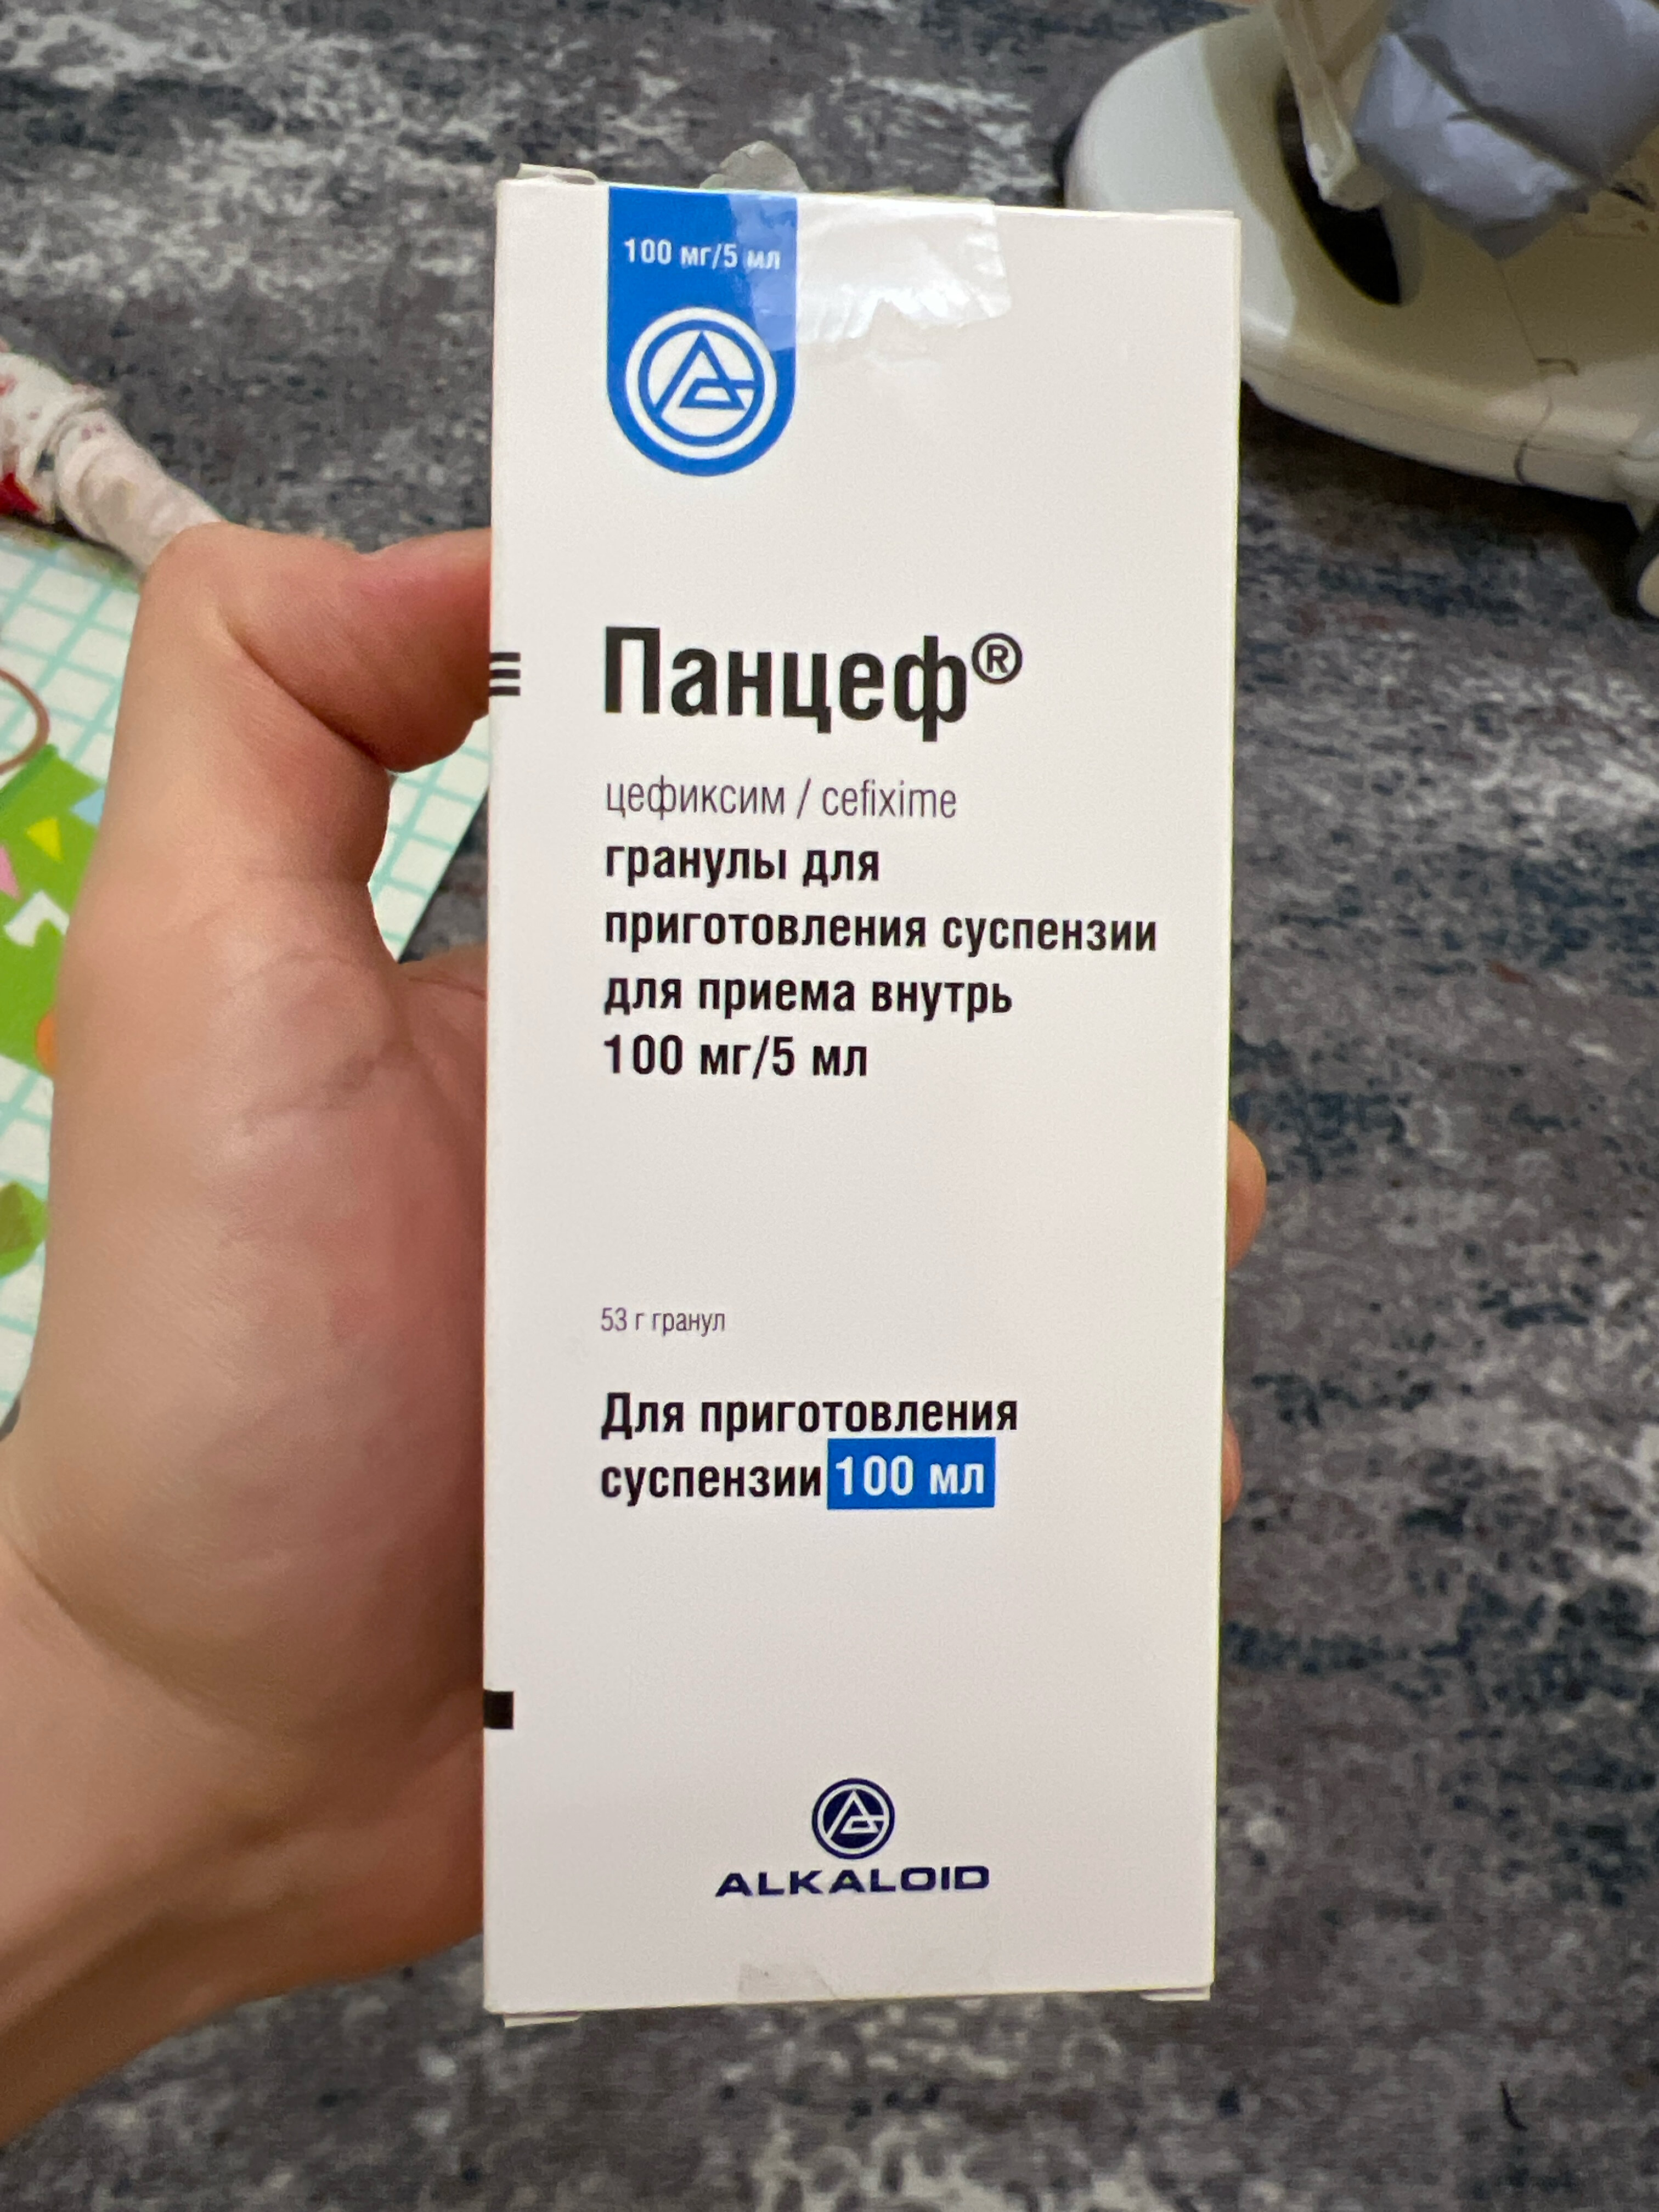 100 мг/5 мл
Панцеф®
цефиксим / cefixime
гранулы для
приготовления суспензии
для приема внутрь
100 мг/5 мл
53 г гранул
Для приготовления
суспензии 100 мл
ALKALOID